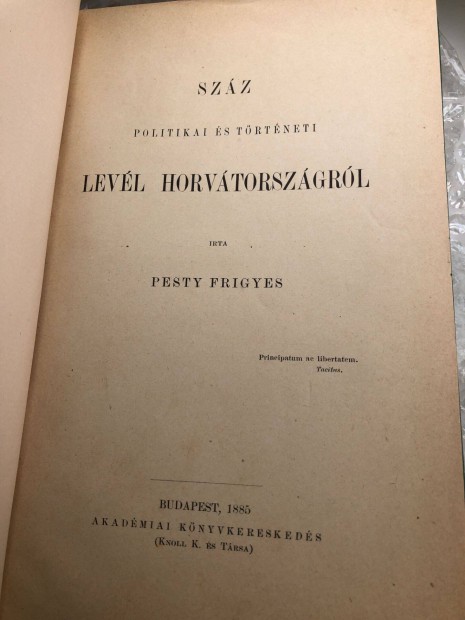 SZÁZ
POLITIKAI ÉS TÖRTÉNETI
LEVÉL HORVÁTORSZÁGRÓL
IRTA
PESTY FRIGYES
Principatum ac libertatem.
Tacitus.
BUDAPEST, 1885
AKADÉMIAI KÖNYVKERESKEDÉS
(KNOLL K. ÉS TÁRSA)